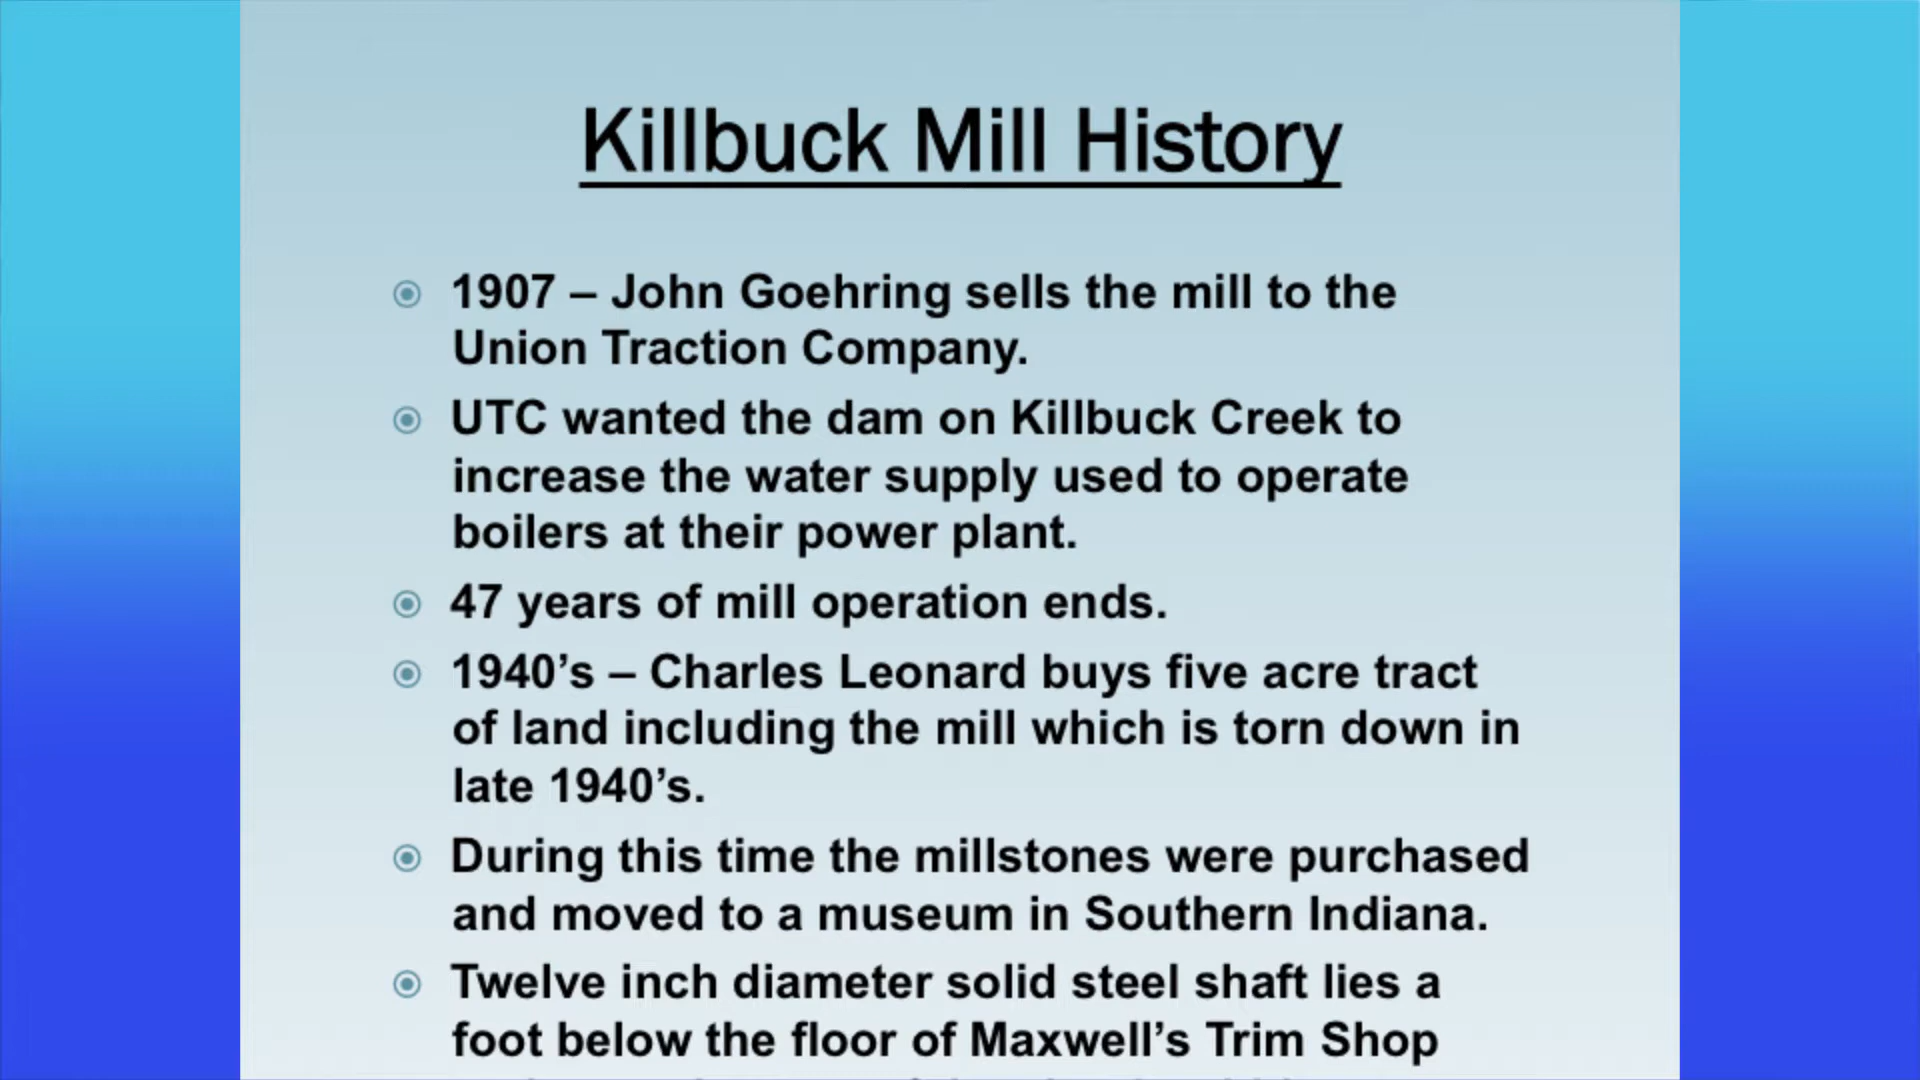 Killbuck Mill History
1907 – John Goehring sells the mill to the
Union Traction Company.
UTC wanted the dam on Killbuck Creek to
increase the water supply used to operate
boilers at their power plant.
47 years of mill operation ends.
1940’s – Charles Leonard buys five acre tract
of land including the mill which is torn down in
late 1940’s.
During this time the millstones were purchased
and moved to a museum in Southern Indiana.
Twelve inch diameter solid steel shaft lies a
foot below the floor of Maxwell’s Trim Shop